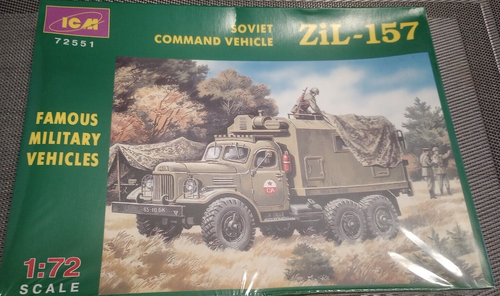 ICM
72551
SOVIET
COMMAND VEHICLE
ZiL-157
FAMOUS
MILITARY
VEHICLES
1:72
SCALE